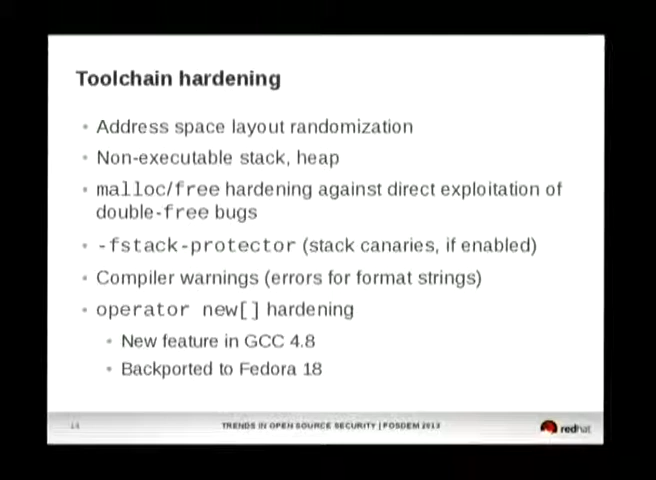 Toolchain hardening
• Address space layout randomization
• Non-executable stack, heap
• malloc/free hardening against direct exploitation of
double-free bugs
• -fstack-protector (stack canaries, if enabled)
• Compiler warnings (errors for format strings)
• operator new[] hardening
• New feature in GCC 4.8
• Backported to Fedora 18
TRENDS IN OPEN SOURCE SECURITY | FOSDEM 2013
redhat